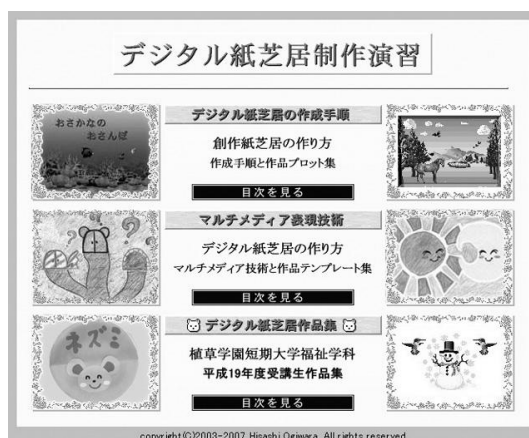 デジタル紙芝居制作演習
おさかなの
おさんぽ
デジタル紙芝居の作成手順
創作紙芝居の作り方
作成手順と作品プロット集
目次を見る
マルチメディア表現技術
デジタル紙芝居の作り方
マルチメディア技術と作品テンプレート集
目次を見る
ネズミ
デジタル紙芝居作品集
植草学園短期大学福祉学科
平成19年度受講生作品集
目次を見る
copyright(C)2003-2007 Hisashi Ogiwara. All rights reserved